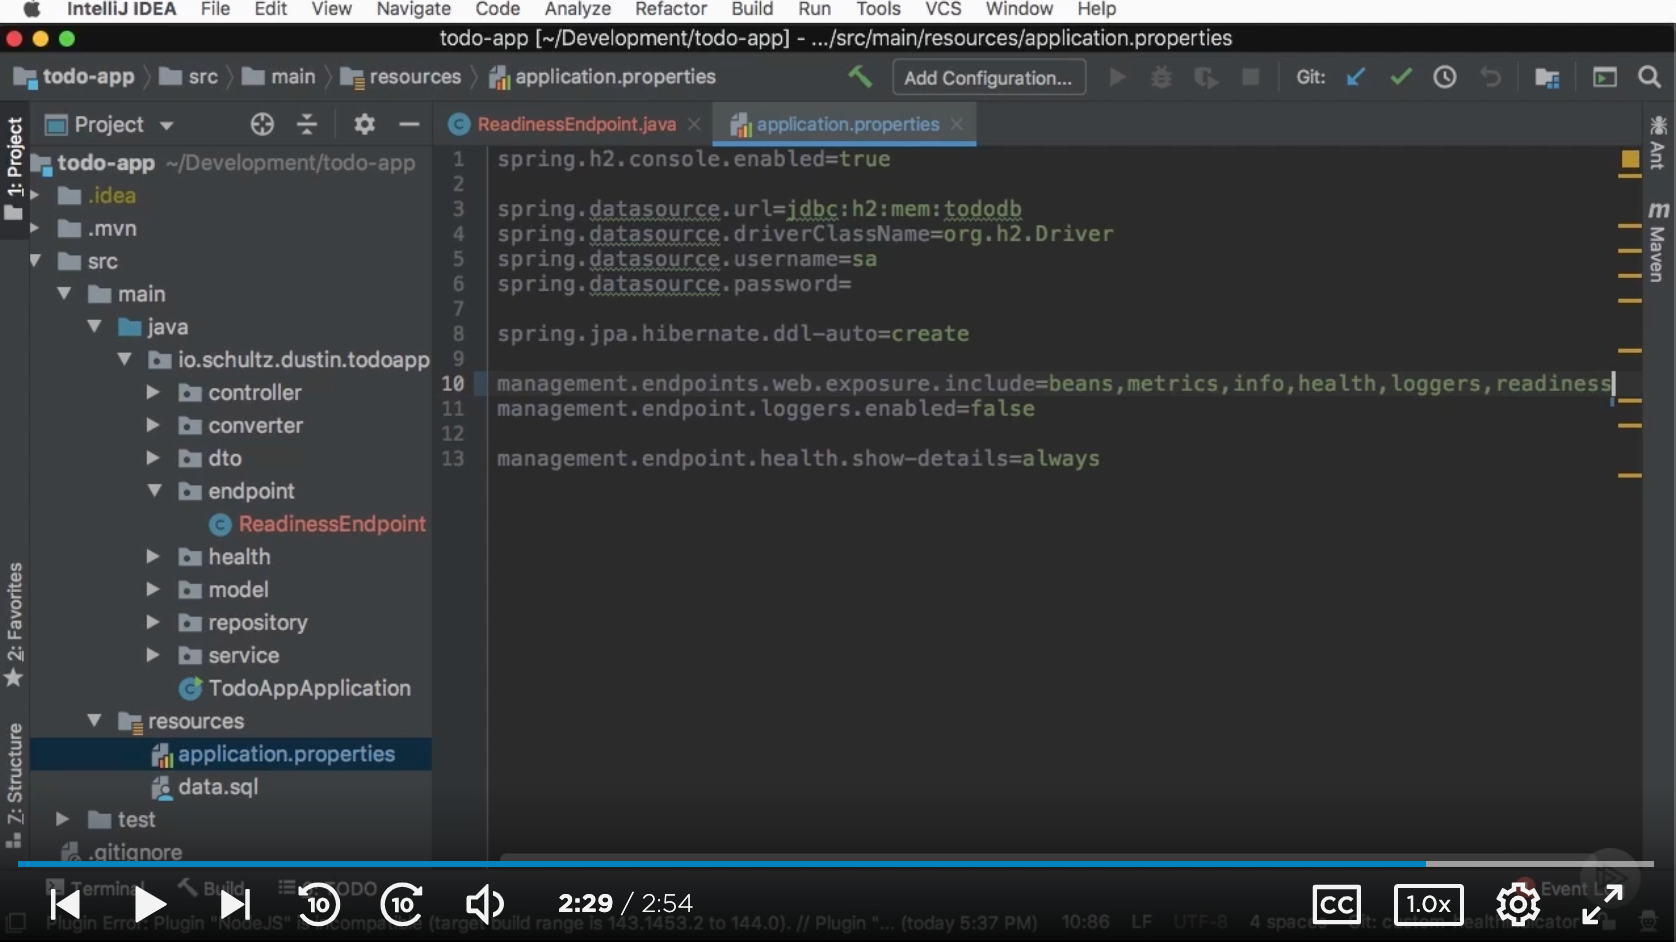 IntelliJ IDEA File Edit View Navigate Code Analyze Refactor Build Run Tools VCS Window Help
todo-app [~/Development/todo-app] - .../src/main/resources/application.properties
todo-app src main resources application.properties Add Configuration... Git:
1: Project
2: Favorites
Z: Structure
Project
todo-app ~/Development/todo-app
.idea
.mvn
src
main
java
io.schultz.dustin.todoapp
controller
converter
dto
endpoint
ReadinessEndpoint
health
model
repository
service
TodoAppApplication
resources
application.properties
data.sql
test
.gitignore
ReadinessEndpoint.java application.properties
1 spring.h2.console.enabled=true
2
3 spring.datasource.url=jdbc:h2:mem:tododb
4 spring.datasource.driverClassName=org.h2.Driver
5 spring.datasource.username=sa
6 spring.datasource.password=
7
8 spring.jpa.hibernate.ddl-auto=create
9
10 management.endpoints.web.exposure.include=beans,metrics,info,health,loggers,readiness
11 management.endpoint.loggers.enabled=false
12
13 management.endpoint.health.show-details=always
Ant
m Maven
Terminal Build TODO Event
10 10 2:29 / 2:54 CC 1.0x
Plugin Error: Plugin "NodeJS" is incompatible (target build range is 143.1453.2 to 144.0). // Plugin "... (today 5:37 PM) 10:86 LF UTF-8 4 spaces Git: custom-health-indicator